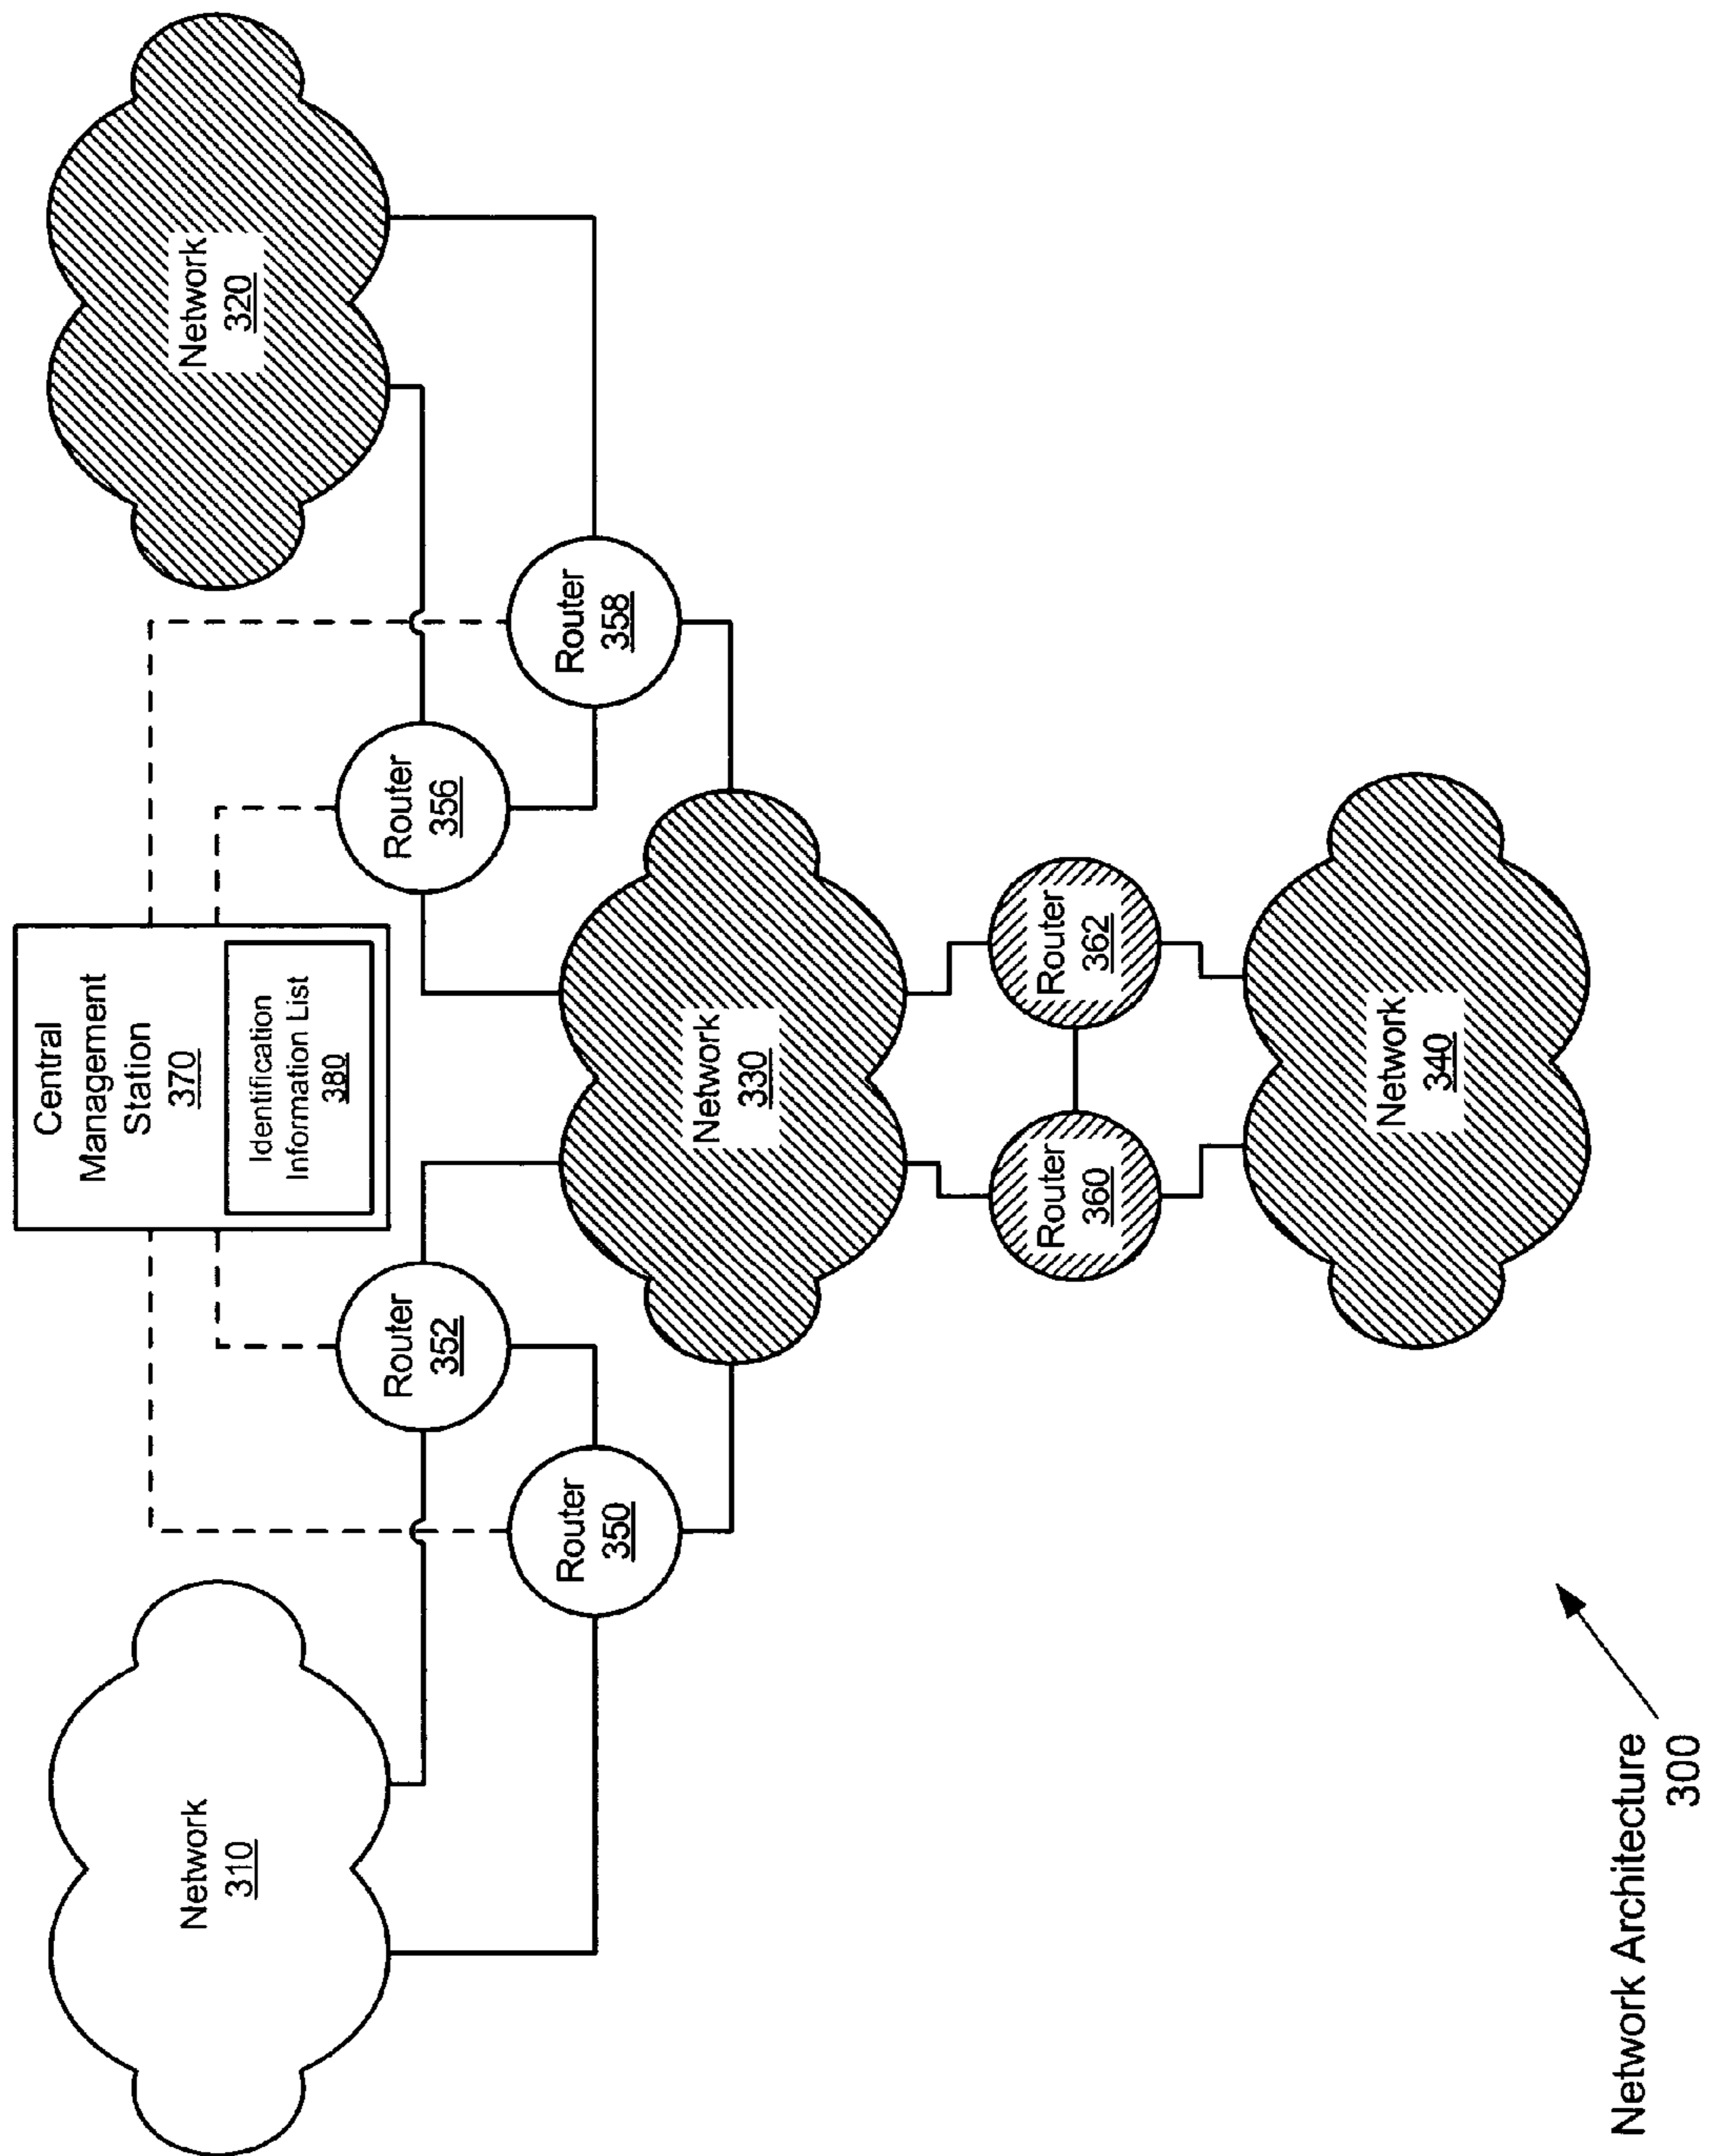 Central
Management
Station
370
Identification
Information List
380
Network
310
Network
320
Router
352
Router
356
Router
350
Router
358
Network
330
Router
360
Router
362
Network
340
Network Architecture
300